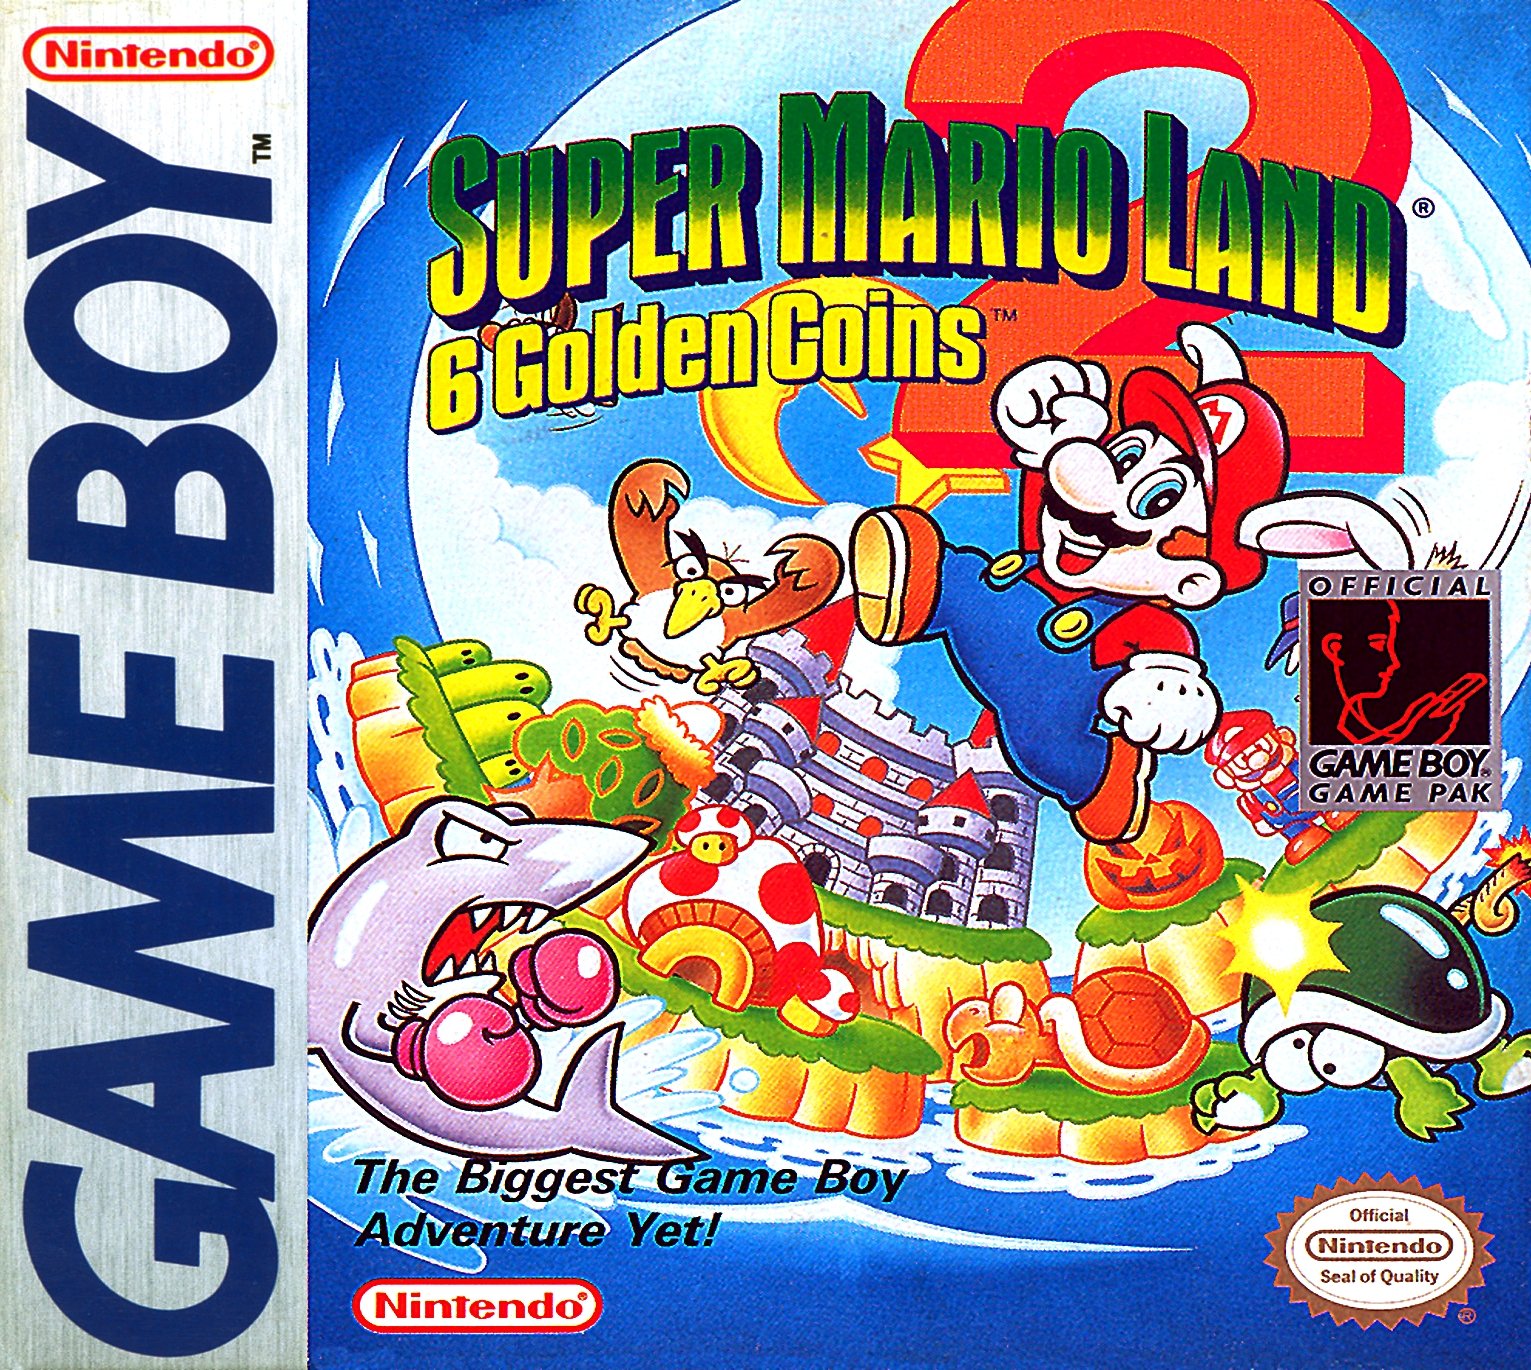 Nintendo®
GAME BOY™
2
SUPER MARIO LAND®
6 Golden Coins™
M
OFFICIAL
GAME BOY®
GAME PAK
The Biggest Game Boy
Adventure Yet!
Nintendo®
Official
Nintendo
Seal of Quality
®